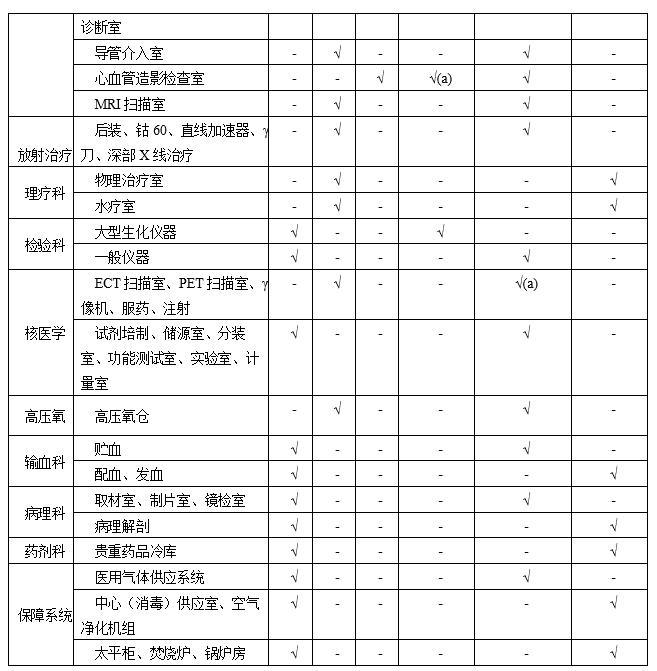 诊断室
导管介入室 - √ - - √ -
心血管造影检查室 - - √ √(a) √ -
MRI 扫描室 - √ - - √ -
放射治疗 后装、钴 60、直线加速器、γ - √ - - √ -
刀、深部 X 线治疗
理疗科 物理治疗室 - √ - - - √
水疗室 - √ - - - √
检验科 大型生化仪器 √ - - √ - -
一般仪器 √ - - - √ -
核医学 ECT 扫描室、PET 扫描室、γ - √ - - √(a) -
像机、服药、注射
试剂培制、储源室、分装 √ - - - √ -
室、功能测试室、实验室、计
量室
高压氧 高压氧仓 - √ - - √ -
输血科 贮血 √ - - - √ -
配血、发血 √ - - - - √
病理科 取材室、制片室、镜检室 √ - - - √ -
病理解剖 √ - - - - √
药剂科 贵重药品冷库 √ - - - - √
保障系统 医用气体供应系统 √ - - - √ -
中心（消毒）供应室、空气 √ - - - - √
净化机组
太平柜、焚烧炉、锅炉房 √ - - - - √